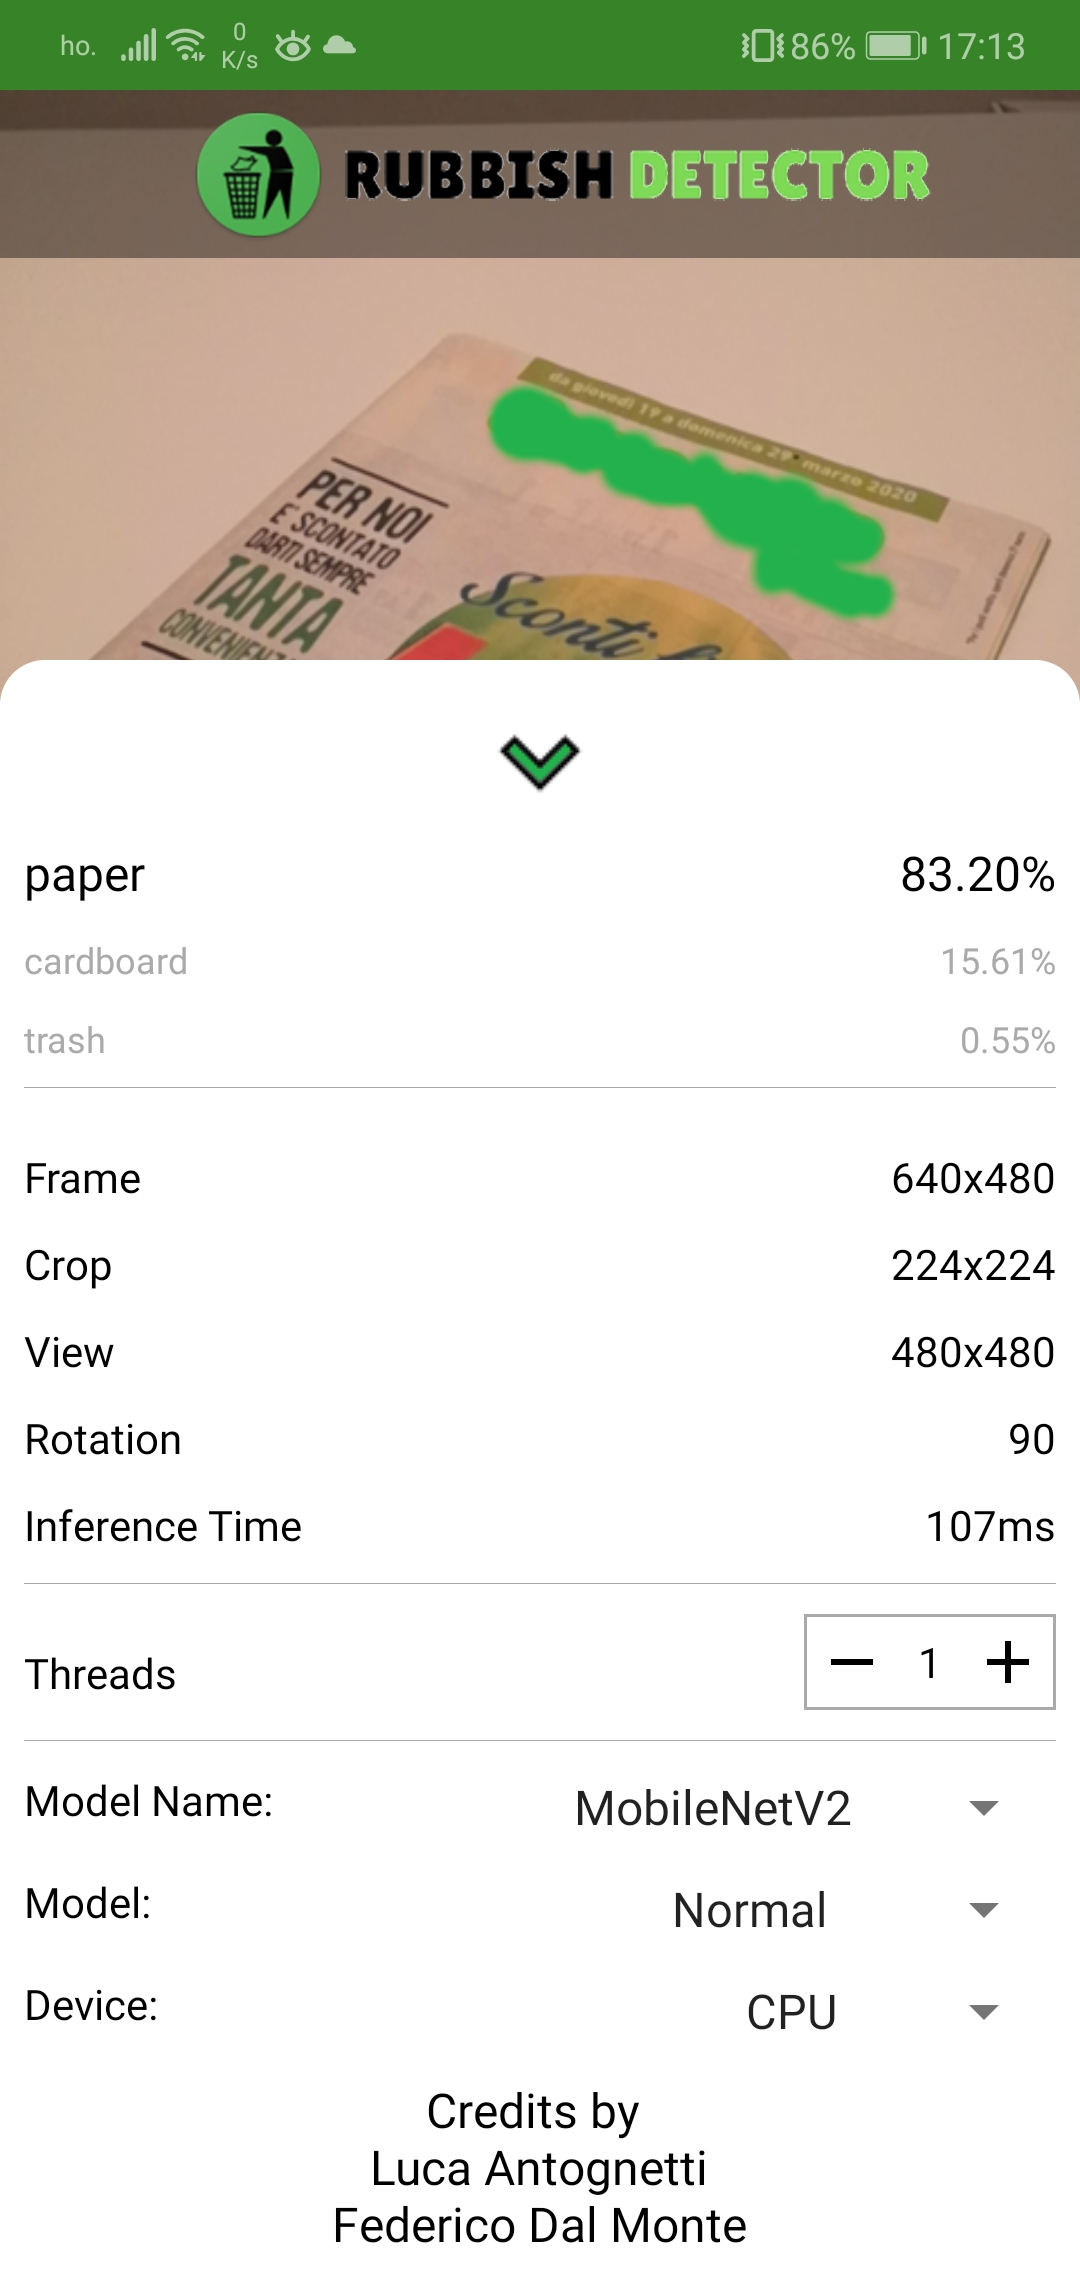 ho.
0
K/s
86%
17:13
RUBBISH DETECTOR
da giovedì 19 a domenica 29 marzo 2020
PER NOI
È SCONTATO
DARTI SEMPRE
TANTA
Sconti
paper 83.20%
cardboard 15.61%
trash 0.55%
Frame 640x480
Crop 224x224
View 480x480
Rotation 90
Inference Time 107ms
Threads 1
Model Name: MobileNetV2
Model: Normal
Device: CPU
Credits by
Luca Antognetti
Federico Dal Monte